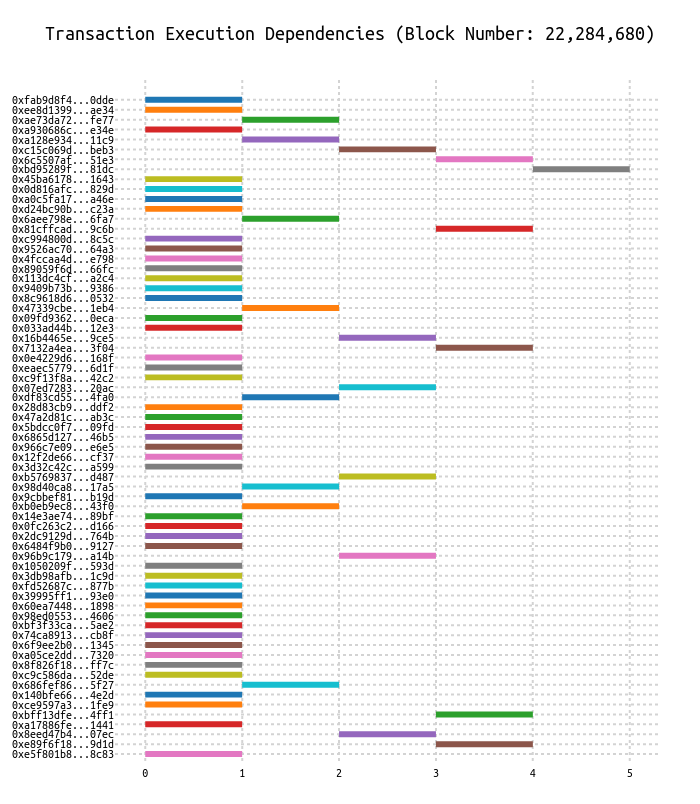 Transaction Execution Dependencies (Block Number: 22,284,680)
0xfab9d8f4...0dde
0xee8d1399...ae34
0xae73da72...fe77
0xa930686c...e34e
0xa128e934...11c9
0xc15c069d...beb3
0x6c5507af...51e3
0xbd95289f...81dc
0x45ba6178...1643
0x0d816afc...829d
0xa0c5fa17...a46e
0xd24bc90b...c23a
0x6aee798e...6fa7
0x81cffcad...9c6b
0xc994800d...8c5c
0x9526ac70...64a3
0x4fccaa4d...e798
0x89059f6d...66fc
0x113dc4cf...a2c4
0x9409b73b...9386
0x8c9618d6...0532
0x47339cbe...1eb4
0x09fd9362...0eca
0x033ad44b...12e3
0x16b4465e...9ce5
0x7132a4ea...3f04
0x0e4229d6...168f
0xeaec5779...6d1f
0xc9f13f8a...42c2
0x07ed7283...20ac
0xdf83cd55...4fa0
0x28d83cb9...ddf2
0x47a2d81c...ab3c
0x5bdcc0f7...09fd
0x6865d127...46b5
0x966c7e09...e6e5
0x12f2de66...cf37
0x3d32c42c...a599
0xb5769837...d487
0x98d40ca8...17a5
0x9cbbef81...b19d
0xb0eb9ec8...43f0
0x14e3ae74...89bf
0x0fc263c2...d166
0x2dc9129d...764b
0x6484f9b0...9127
0x96b9c179...a14b
0x1050209f...593d
0x3db98afb...1c9d
0xfd52687c...877b
0x39995ff1...93e0
0x60ea7448...1898
0x98ed0553...4606
0xbf3f33ca...5ae2
0x74ca8913...cb8f
0x6f9ee2b0...1345
0xa05ce2dd...7320
0x8f826f18...ff7c
0xc9c586da...52de
0x686fef86...5f27
0x140bfe66...4e2d
0xce9597a3...1fe9
0xbff13dfe...4ff1
0xa17886fe...1441
0x8eed47b4...07ec
0xe89f6f18...9d1d
0xe5f801b8...8c83
0 1 2 3 4 5